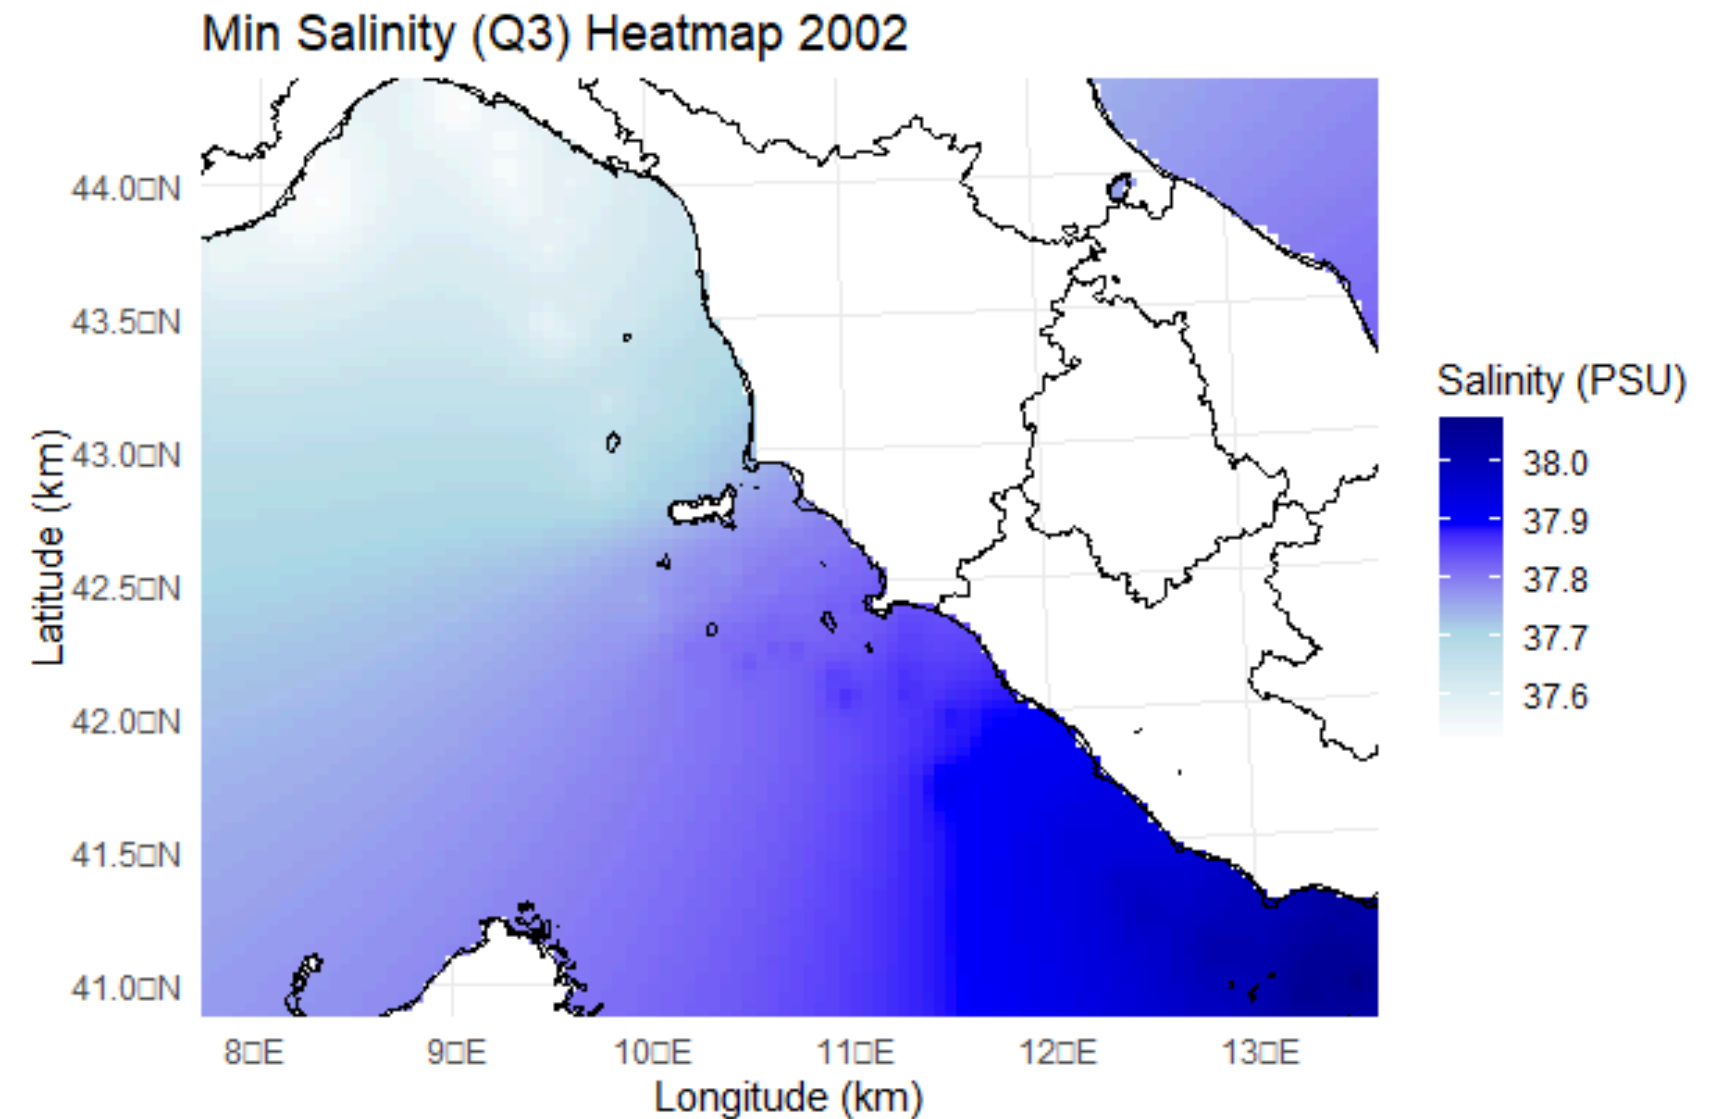 Min Salinity (Q3) Heatmap 2002
44.0□N
43.5□N
43.0□N
42.5□N
42.0□N
41.5□N
41.0□N
Latitude (km)
8□E
9□E
10□E
11□E
12□E
13□E
Longitude (km)
Salinity (PSU)
38.0
37.9
37.8
37.7
37.6